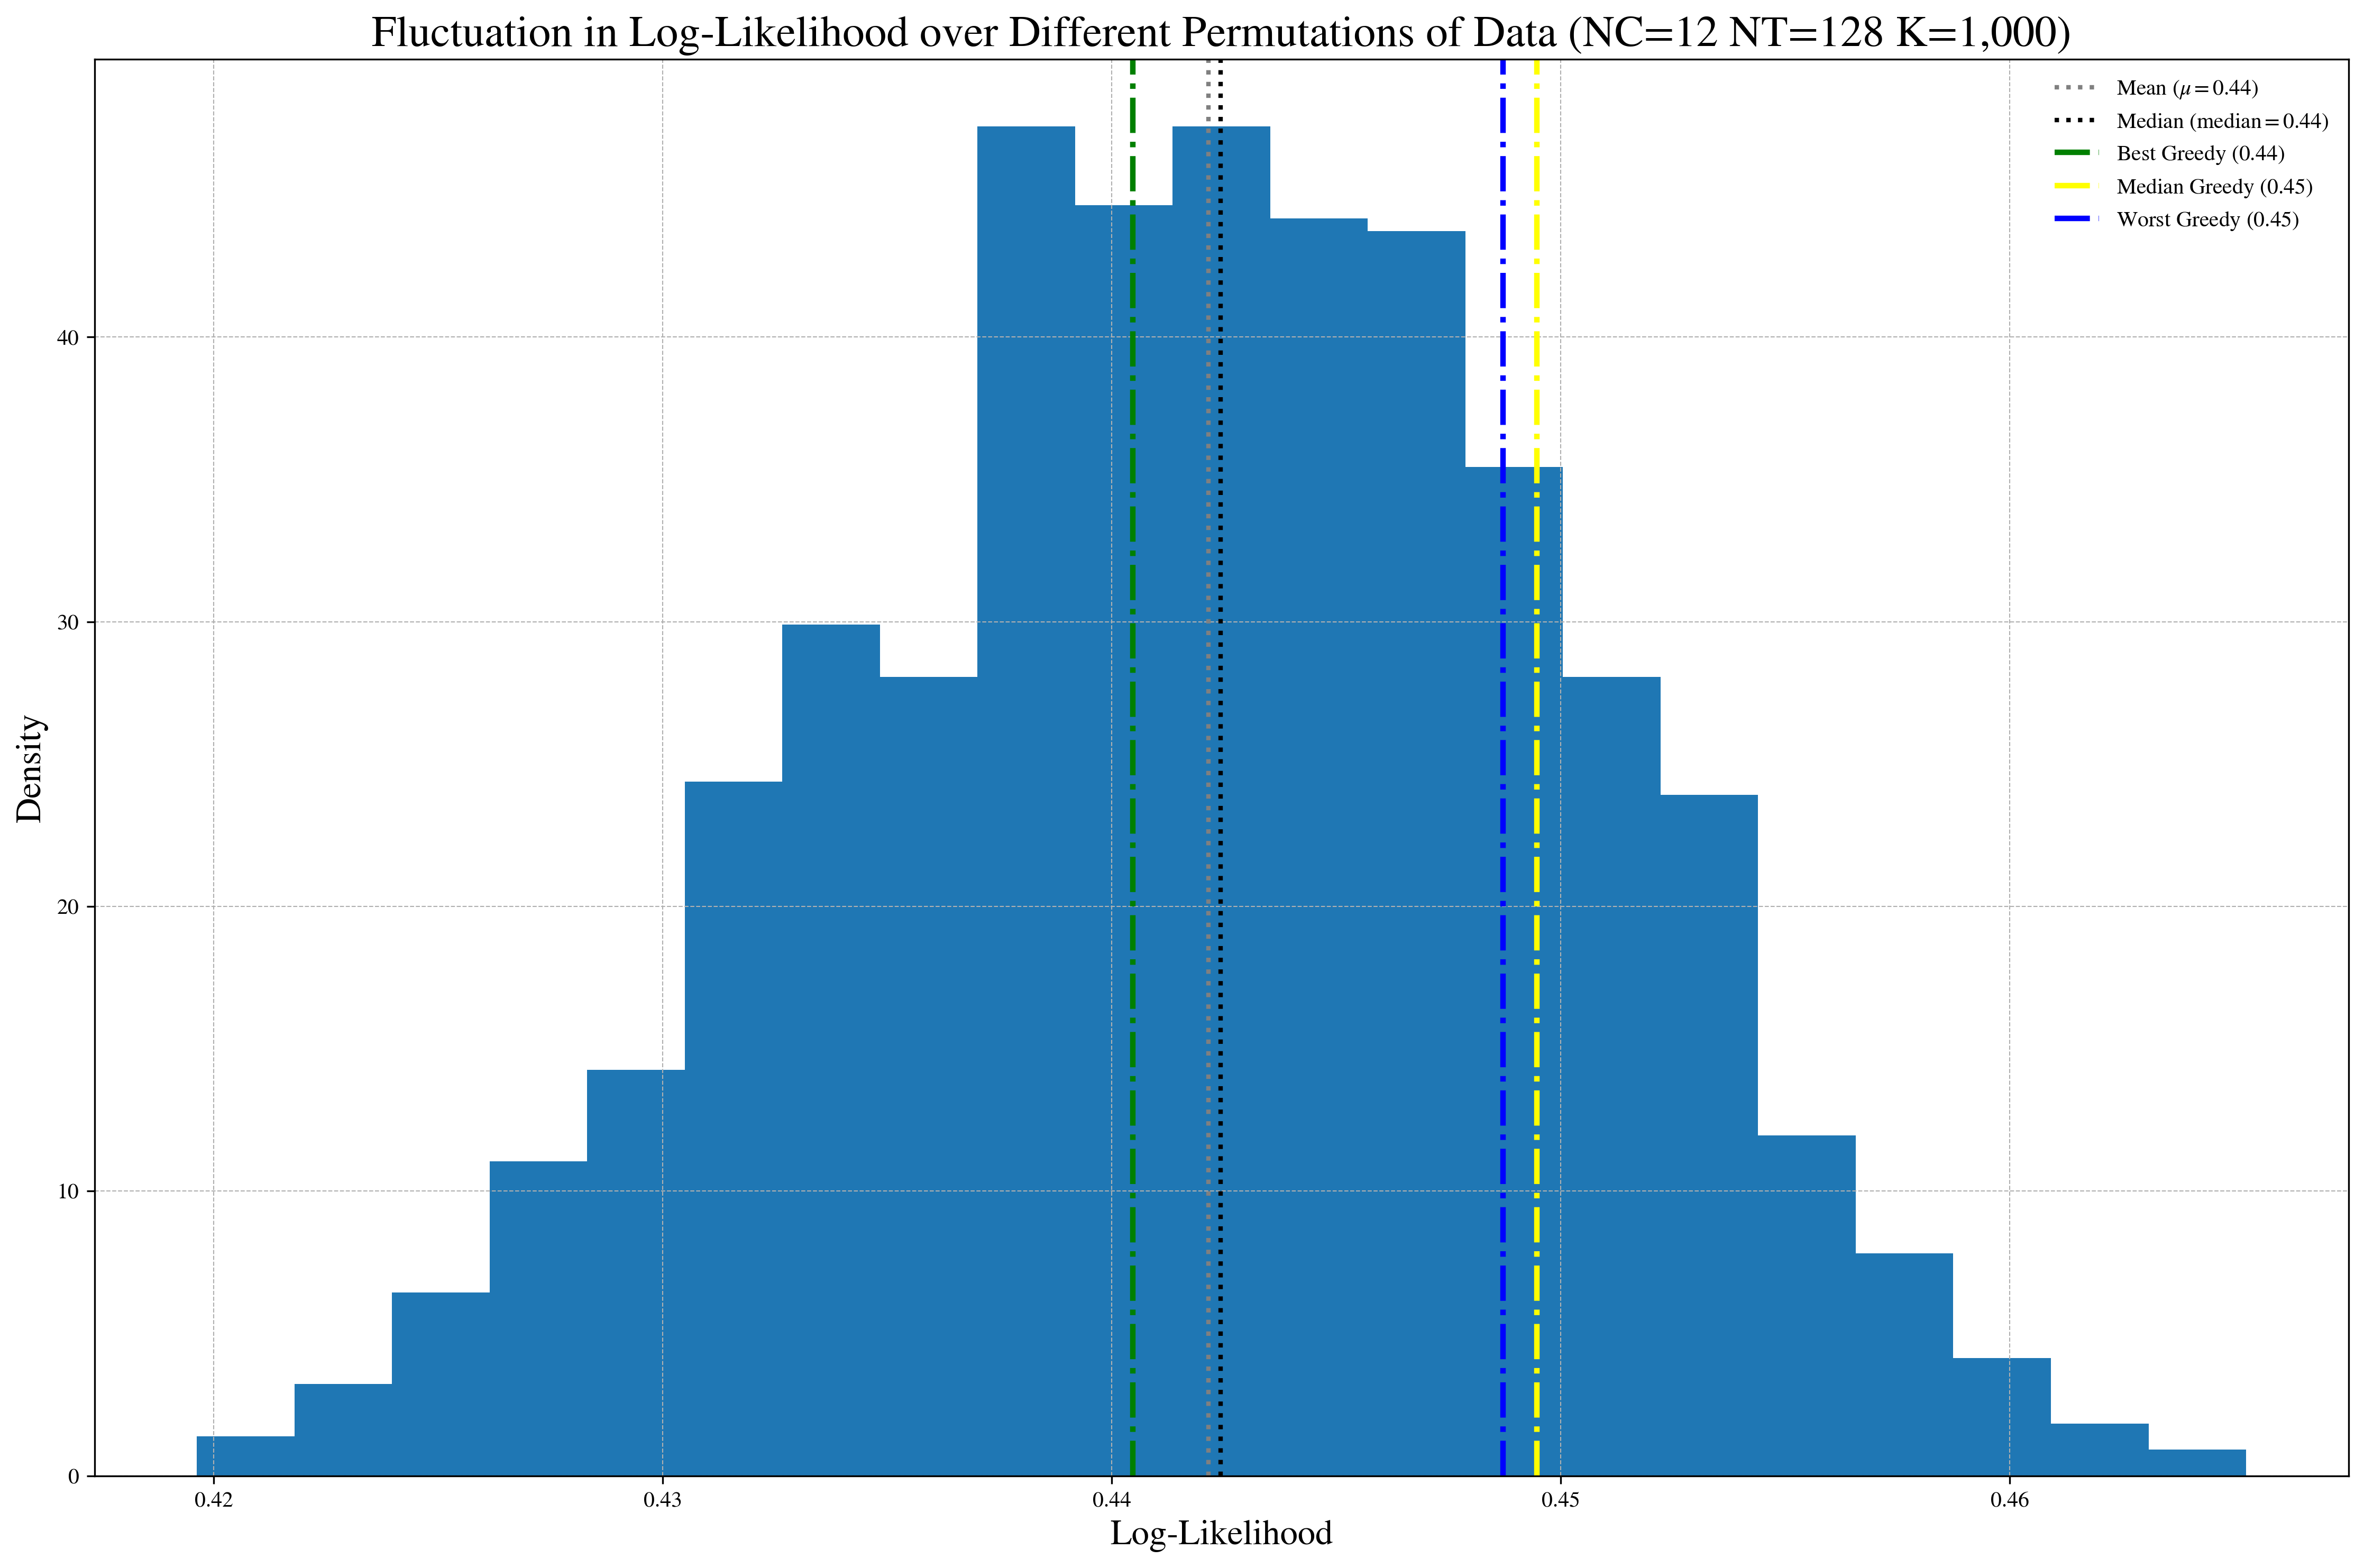 Fluctuation in Log-Likelihood over Different Permutations of Data (NC=12 NT=128 K=1,000)
Mean (μ = 0.44)
Median (median = 0.44)
Best Greedy (0.44)
Median Greedy (0.45)
Worst Greedy (0.45)
Density
40
30
20
10
0
0.42 0.43 0.44 0.45 0.46
Log-Likelihood